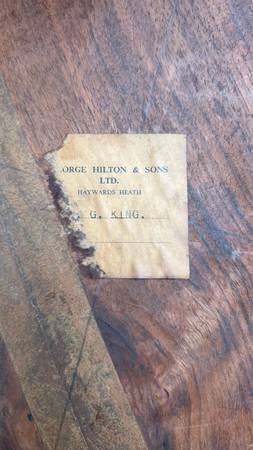 ORGE HILTON & SONS
LTD.
HAYWARDS HEATH
G. KING.